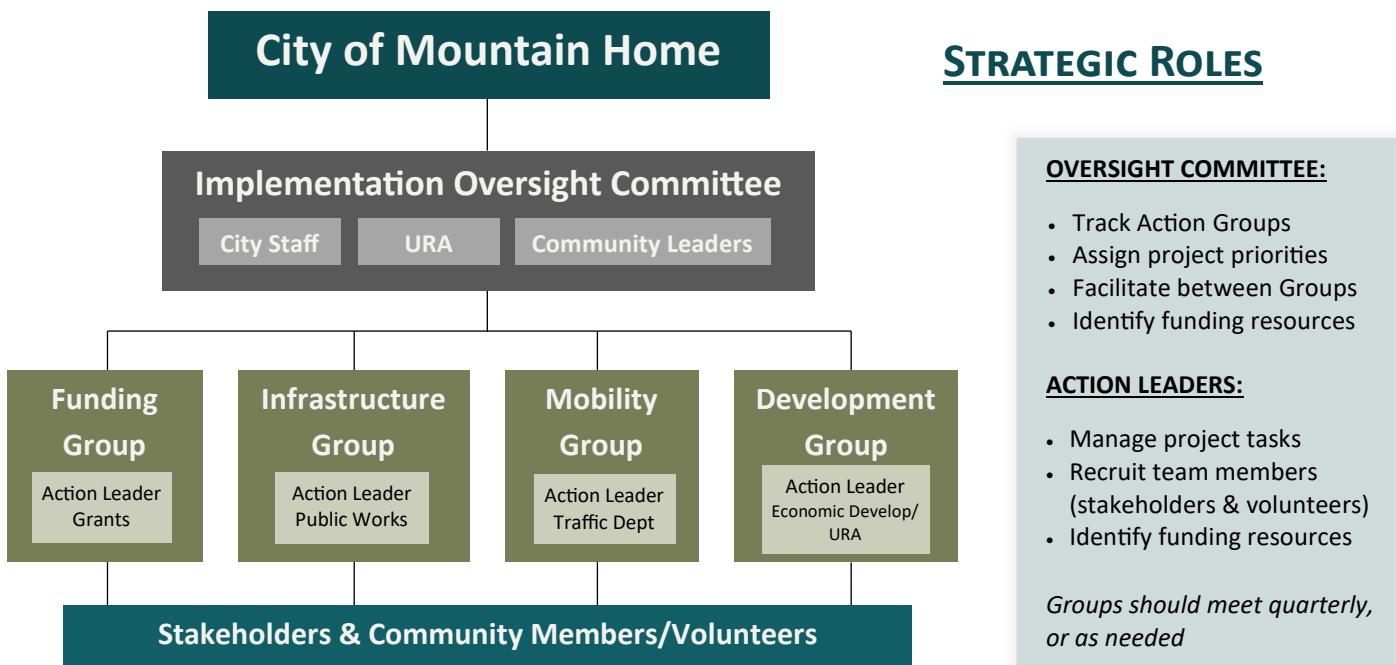 City of Mountain Home
STRATEGIC ROLES
Implementation Oversight Committee
City Staff
URA
Community Leaders
Funding
Group
Action Leader
Grants
Infrastructure
Group
Action Leader
Public Works
Mobility
Group
Action Leader
Traffic Dept
Development
Group
Action Leader
Economic Develop/
URA
Stakeholders & Community Members/Volunteers
OVERSIGHT COMMITTEE:
• Track Action Groups
• Assign project priorities
• Facilitate between Groups
• Identify funding resources
ACTION LEADERS:
• Manage project tasks
• Recruit team members
(stakeholders & volunteers)
• Identify funding resources
Groups should meet quarterly,
or as needed